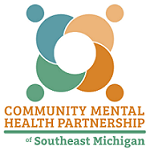 COMMUNITY MENTAL
HEALTH PARTNERSHIP
of Southeast Michigan